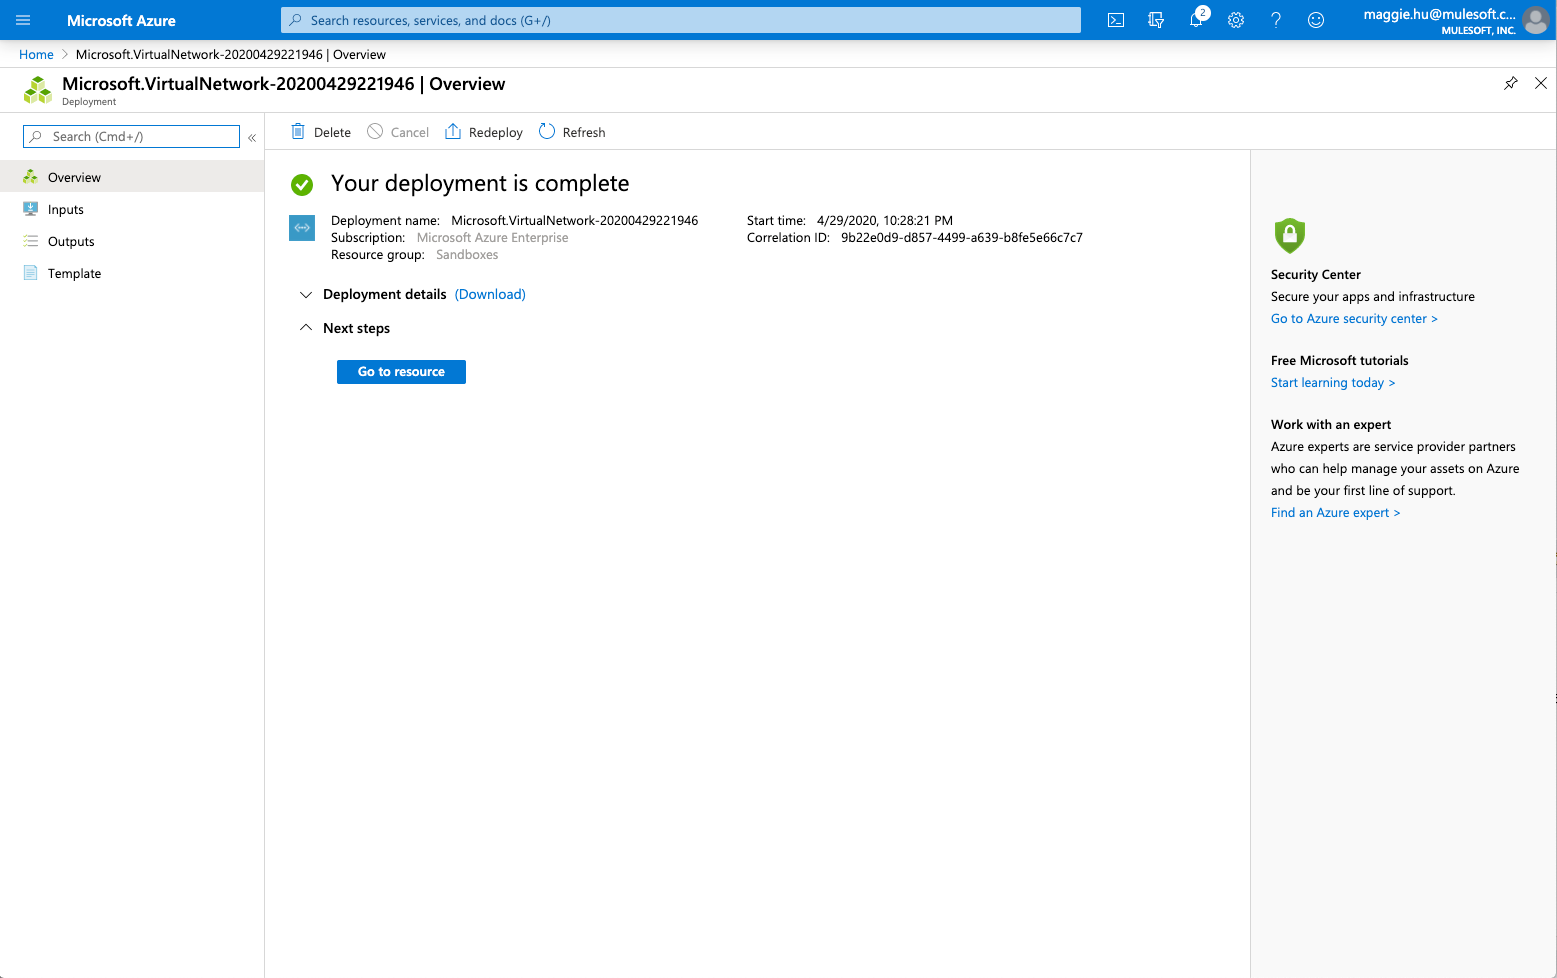 Microsoft Azure
Search resources, services, and docs (G+/)
2
maggie.hu@mulesoft.c...
MULESOFT, INC.
Home > Microsoft.VirtualNetwork-20200429221946 | Overview
Microsoft.VirtualNetwork-20200429221946 | Overview
Deployment
Search (Cmd+/)
«
Overview
Inputs
Outputs
Template
Delete
Cancel
Redeploy
Refresh
Your deployment is complete
Deployment name: Microsoft.VirtualNetwork-20200429221946
Subscription: Microsoft Azure Enterprise
Resource group: Sandboxes
Start time: 4/29/2020, 10:28:21 PM
Correlation ID: 9b22e0d9-d857-4499-a639-b8fe5e66c7c7
Deployment details (Download)
Next steps
Go to resource
Security Center
Secure your apps and infrastructure
Go to Azure security center >
Free Microsoft tutorials
Start learning today >
Work with an expert
Azure experts are service provider partners
who can help manage your assets on Azure
and be your first line of support.
Find an Azure expert >